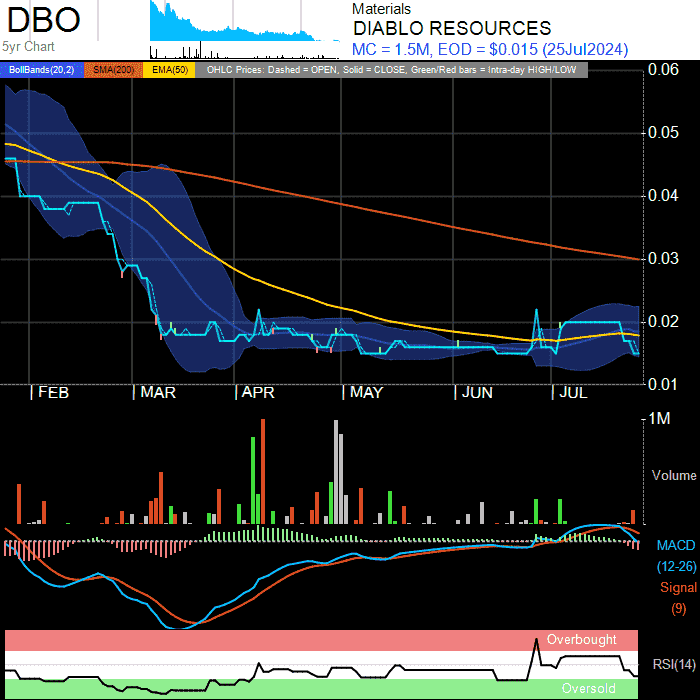 DBO
5yr Chart
Materials
DIABLO RESOURCES
MC = 1.5M, EOD = $0.015 (25Jul2024)
BollBands(20,2) SMA(200) EMA(50) OHLC Prices: Dashed = OPEN, Solid = CLOSE, Green/Red bars = Intra-day HIGH/LOW
0.06
0.05
0.04
0.03
0.02
0.01
FEB MAR APR MAY JUN JUL
1M
Volume
MACD
(12-26)
Signal
(9)
Overbought
RSI(14)
Oversold